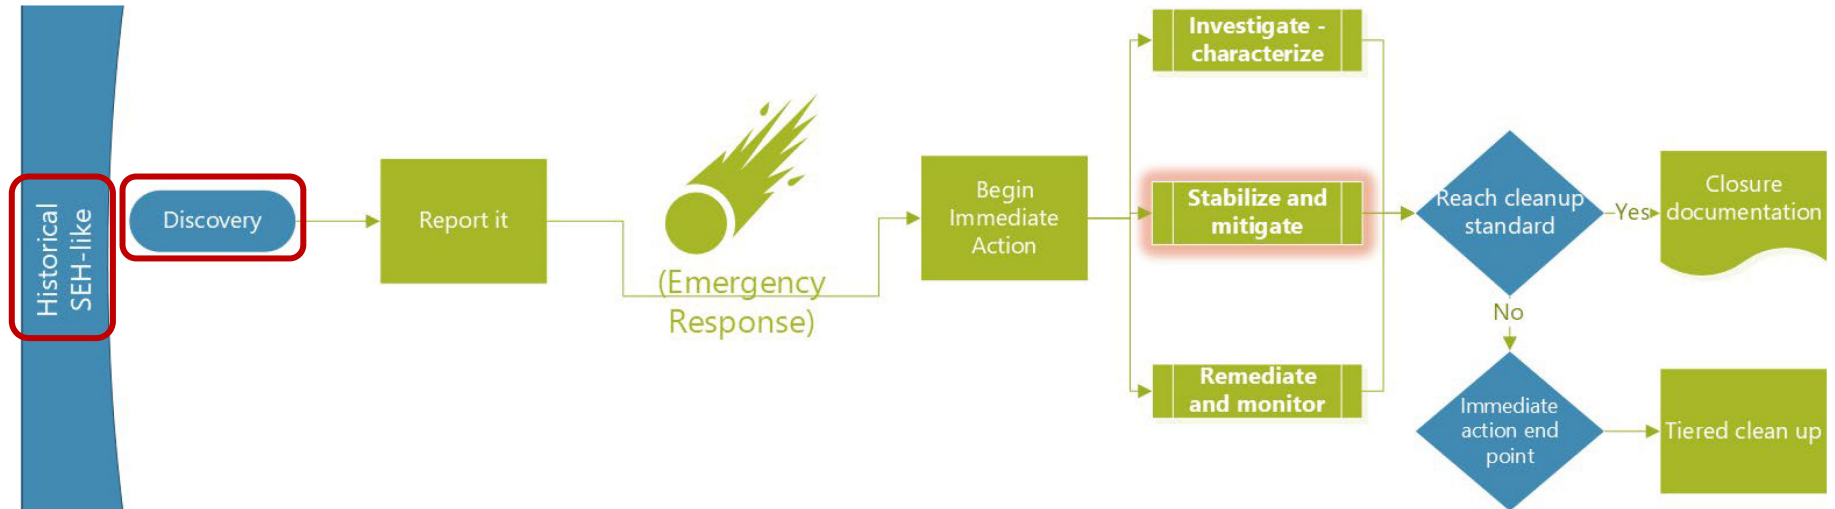 Historical
SEH-like
Discovery
Report it
(Emergency
Response)
Begin
Immediate
Action
Investigate -
characterize
Stabilize and
mitigate
Remediate
and monitor
Reach cleanup
standard
Yes
Closure
documentation
No
Immediate
action end
point
Tiered clean up